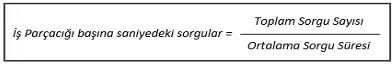 İş Parçacığı başına saniyedeki sorgular =
Toplam Sorgu Sayısı
Ortalama Sorgu Süresi